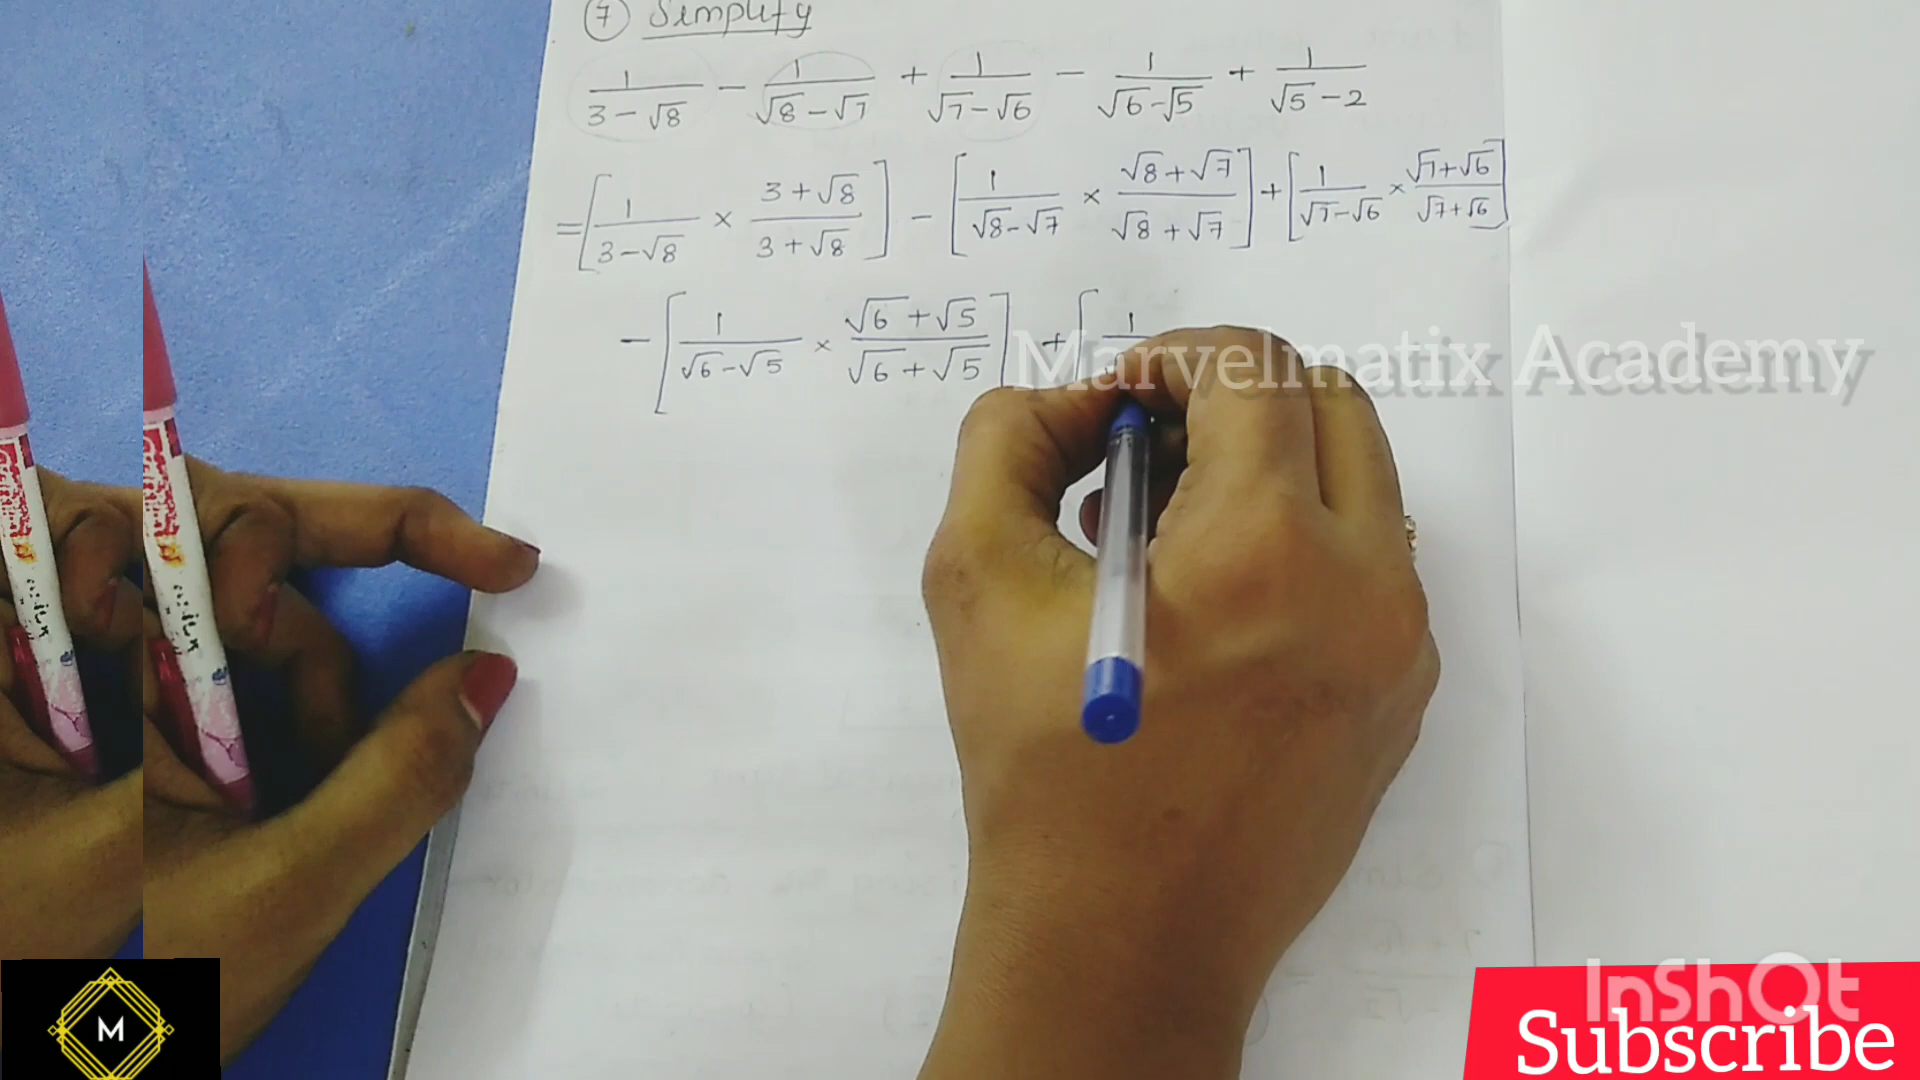 ⑦ Simplify
1/(3-√8) - 1/(√8-√7) + 1/(√7-√6) - 1/(√6-√5) + 1/(√5-2)
= [1/(3-√8) × (3+√8)/(3+√8)] - [1/(√8-√7) × (√8+√7)/(√8+√7)] + [1/(√7-√6) × (√7+√6)/(√7+√6)]
- [1/(√6-√5) × (√6+√5)/(√6+√5)] + [1/√
Marvelmatix Academy
M
InShOt
Subscribe